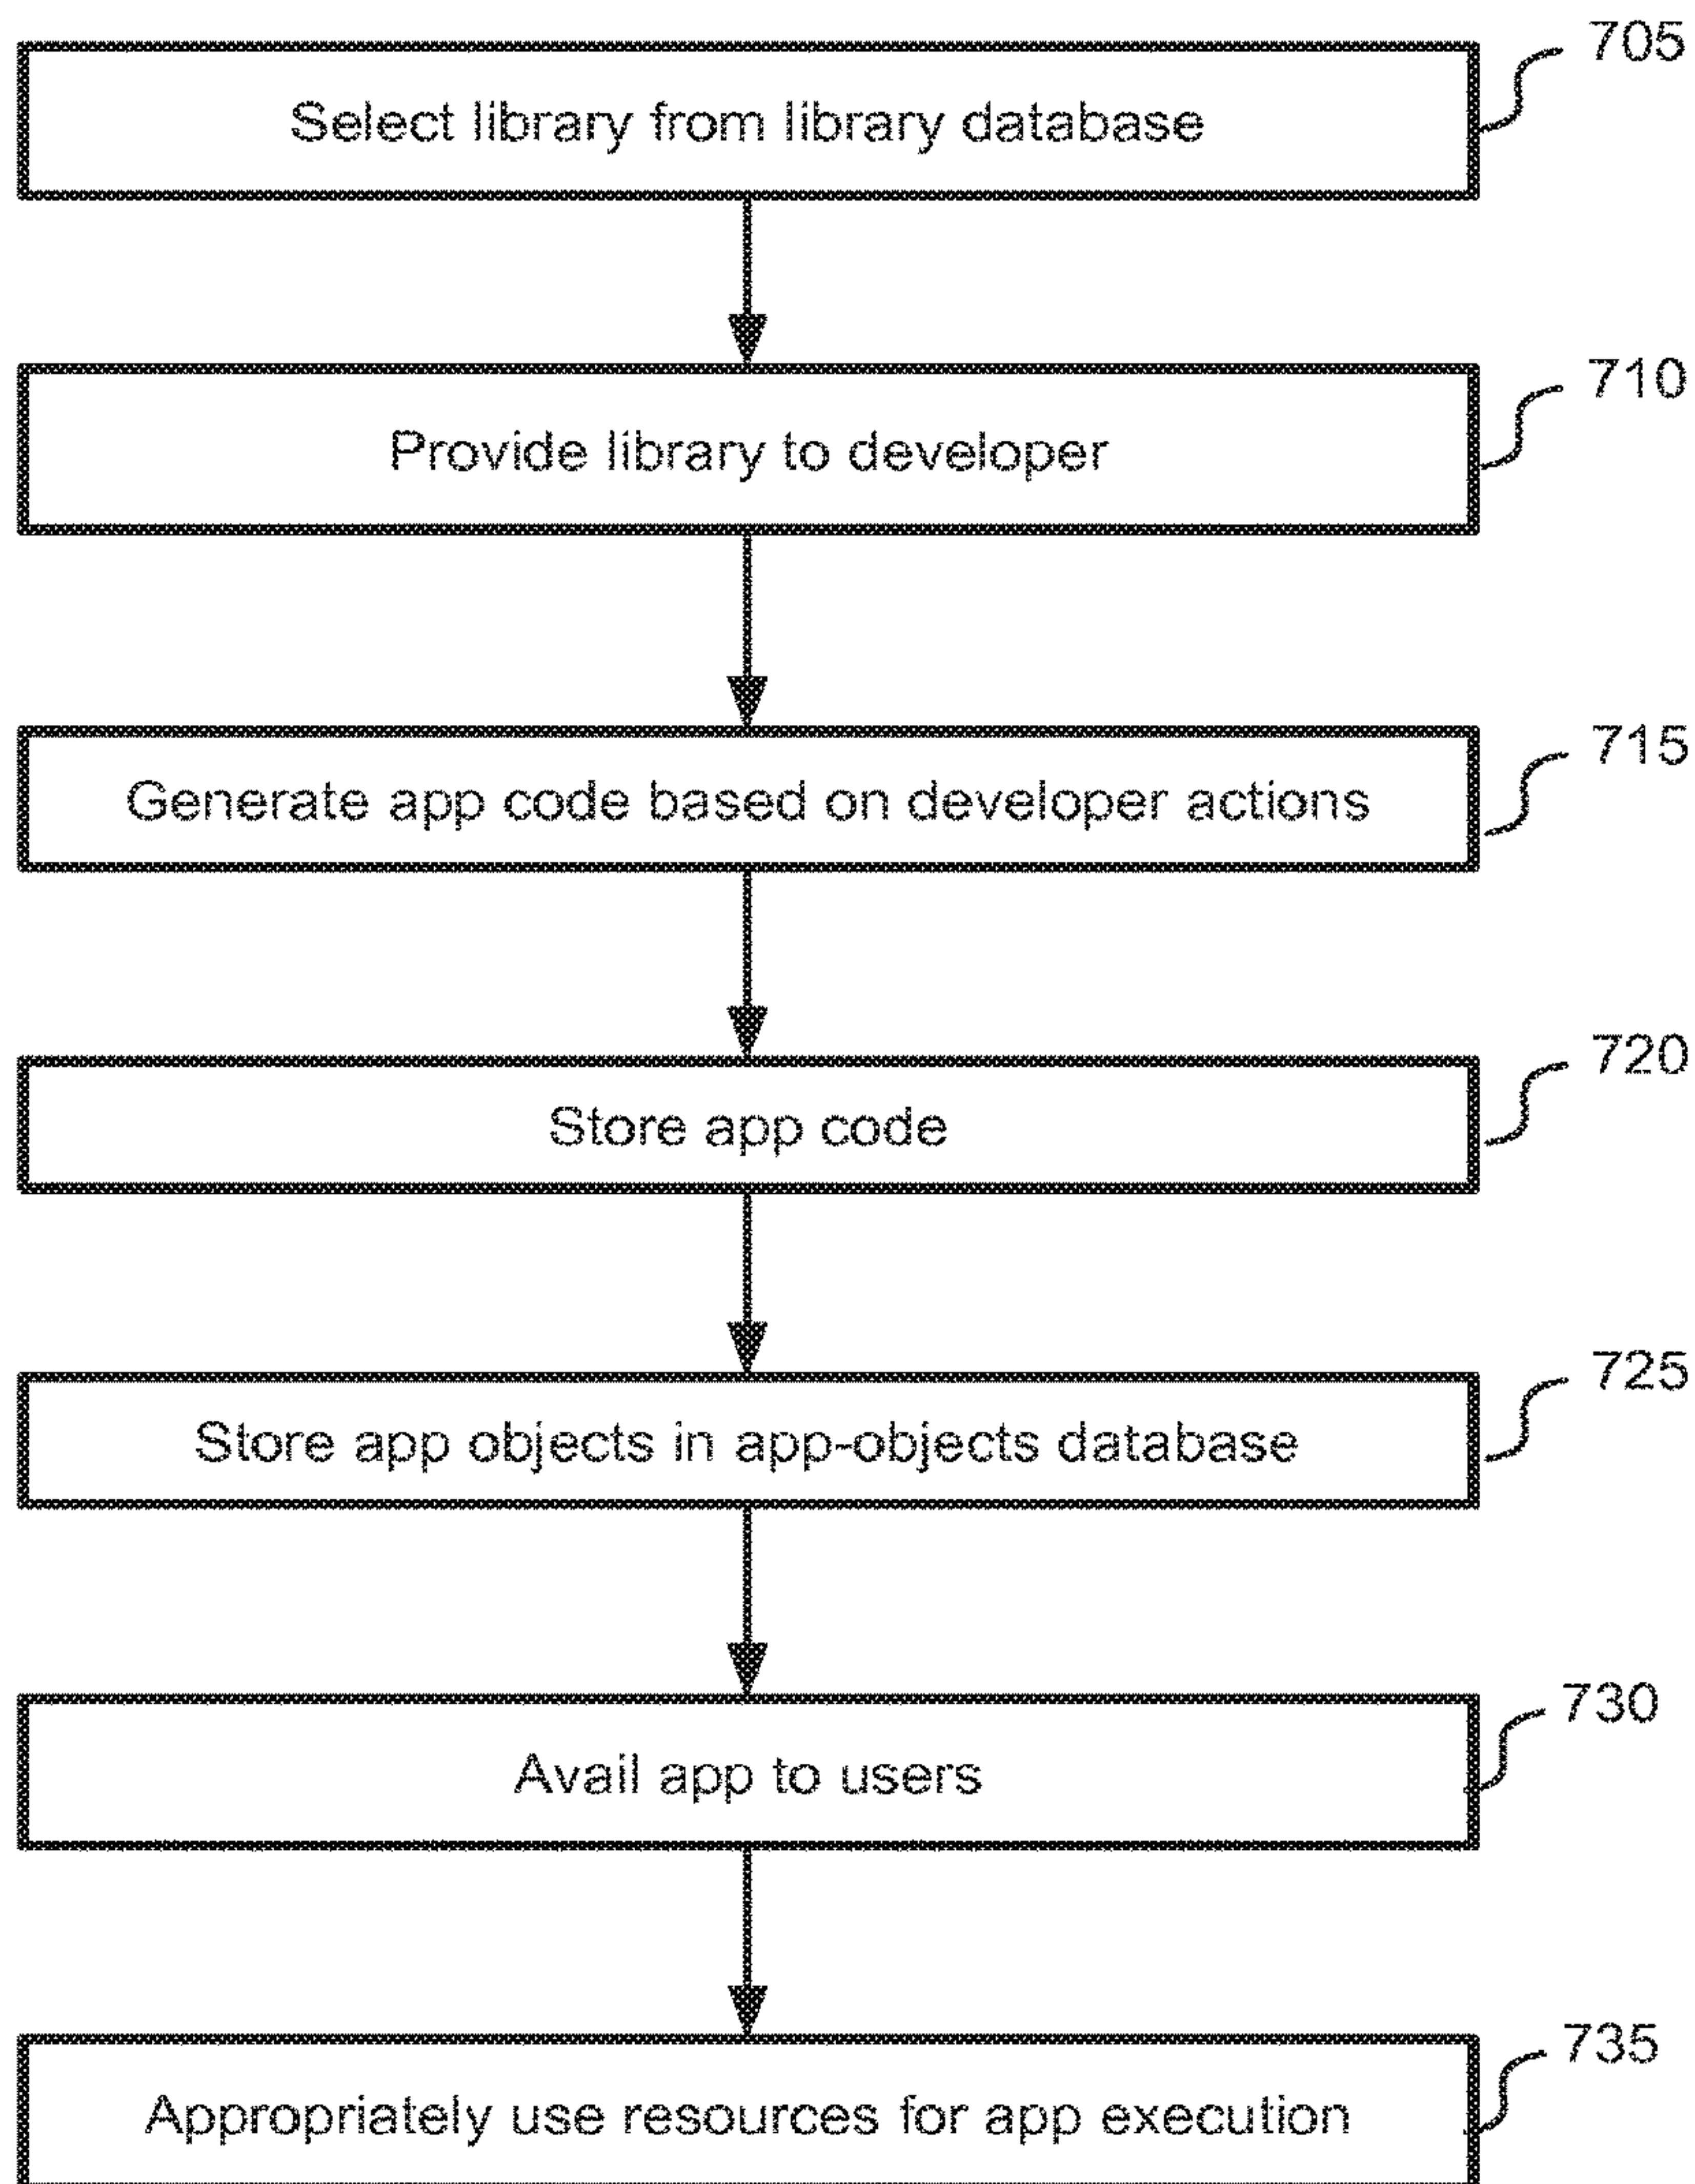 705
Select library from library database
710
Provide library to developer
715
Generate app code based on developer actions
720
Store app code
725
Store app objects in app-objects database
730
Avail app to users
735
Appropriately use resources for app execution